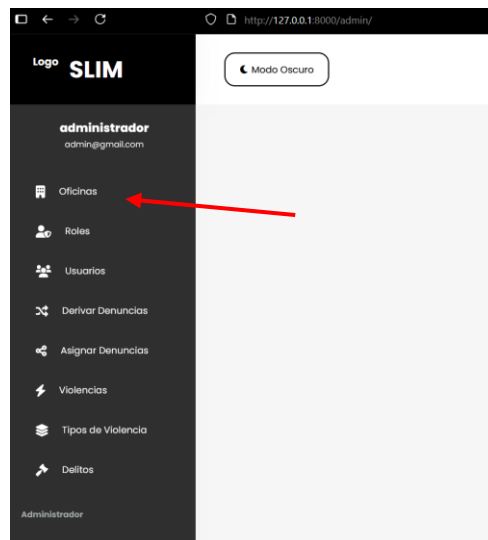 http://127.0.0.1:8000/admin/
Logo SLIM
Modo Oscuro
administrador
admin@gmail.com
Oficinas
Roles
Usuarios
Derivar Denuncias
Asignar Denuncias
Violencias
Tipos de Violencia
Delitos
Administrador